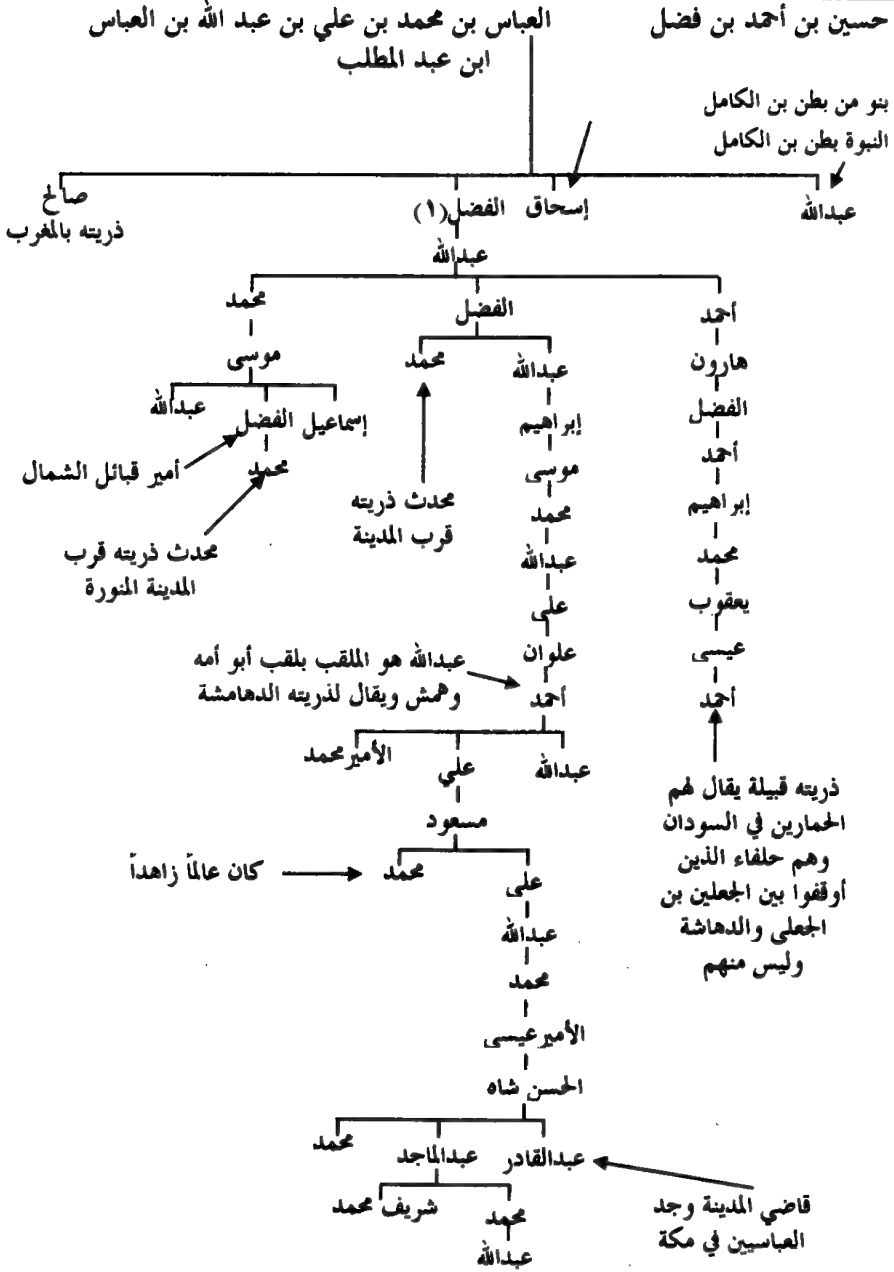 حسين بن أحمد بن فضل
العباس بن محمد بن علي بن عبد الله بن العباس
ابن عبد المطلب
بنو من بطن بن الكامل
النبوة بطن بن الكامل
عبدالله
إسحاق
الفضل(١)
صالح
ذريته بالمغرب
عبدالله
أحمد
الفضل
محمد
هارون
عبدالله
محمد
موسى
الفضل
إبراهيم
إسماعيل
الفضل
عبدالله
أحمد
موسى
محمد
أمير قبائل الشمال
إبراهيم
محمد
محدث ذريته
قرب المدينة
محمد
عبدالله
محدث ذريته قرب
المدينة المنورة
يعقوب
على
عيسى
علوان
عبدالله هو الملقب بلقب أبو أمه
وهمش ويقال لذريته الدهامشة
أحمد
أحمد
عبدالله
علي
الأمير محمد
ذريته قبيلة يقال لهم
الحمارين في السودان
وهم حلفاء الذين
أوقفوا بين الجعلين بن
الجعلى والدهاشة
وليس منهم
مسعود
على
محمد
كان عالماً زاهداً
عبدالله
محمد
الأمير عيسى
الحسن شاه
عبدالقادر
عبدالماجد
محمد
قاضي المدينة وجد
العباسيين في مكة
محمد
شريف محمد
عبدالله